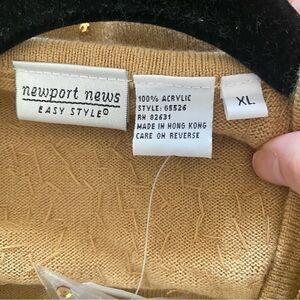 newport news
EASY STYLE©
100% ACRYLIC
STYLE: 65526
RN 82631
MADE IN HONG KONG
CARE ON REVERSE
XL